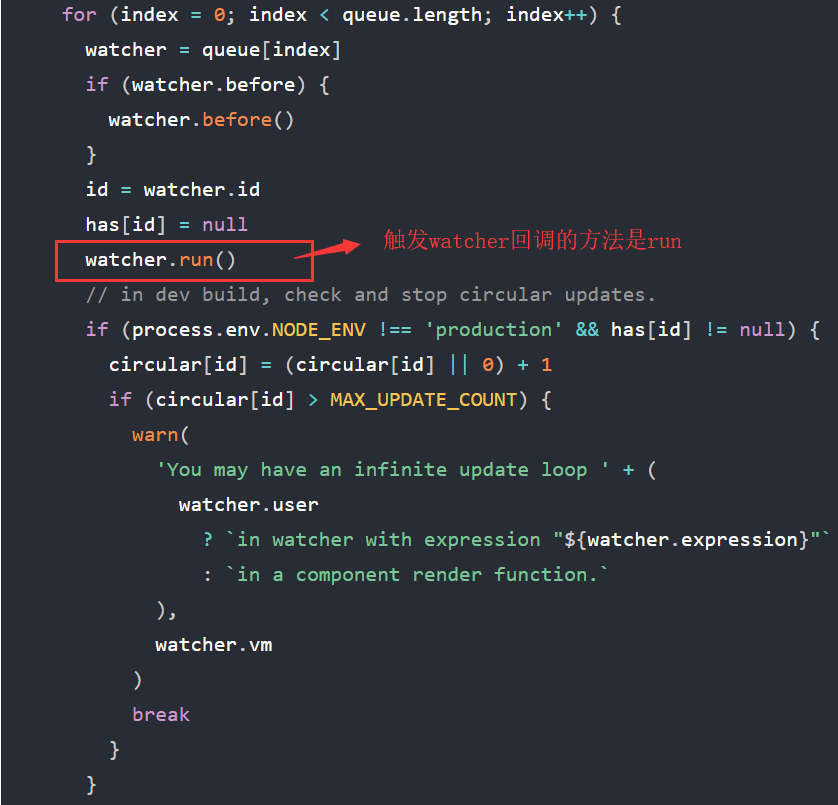 for (index = 0; index < queue.length; index++) {
watcher = queue[index]
if (watcher.before) {
watcher.before()
}
id = watcher.id
has[id] = null
watcher.run()
触发watcher回调的方法是run
// in dev build, check and stop circular updates.
if (process.env.NODE_ENV !== 'production' && has[id] != null) {
circular[id] = (circular[id] || 0) + 1
if (circular[id] > MAX_UPDATE_COUNT) {
warn(
'You may have an infinite update loop ' + (
watcher.user
? `in watcher with expression "${watcher.expression}"`
: `in a component render function.`
),
watcher.vm
)
break
}
}